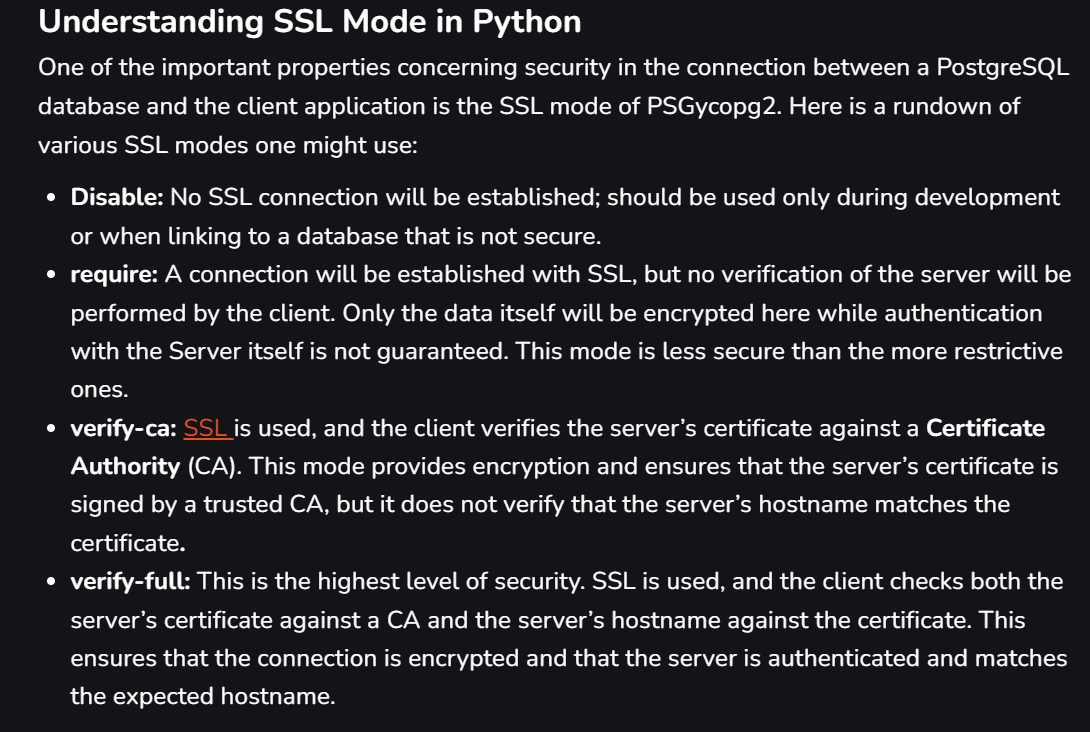 Understanding SSL Mode in Python
One of the important properties concerning security in the connection between a PostgreSQL
database and the client application is the SSL mode of PSGycopg2. Here is a rundown of
various SSL modes one might use:
• Disable: No SSL connection will be established; should be used only during development
or when linking to a database that is not secure.
• require: A connection will be established with SSL, but no verification of the server will be
performed by the client. Only the data itself will be encrypted here while authentication
with the Server itself is not guaranteed. This mode is less secure than the more restrictive
ones.
• verify-ca: SSL is used, and the client verifies the server’s certificate against a Certificate
Authority (CA). This mode provides encryption and ensures that the server’s certificate is
signed by a trusted CA, but it does not verify that the server’s hostname matches the
certificate.
• verify-full: This is the highest level of security. SSL is used, and the client checks both the
server’s certificate against a CA and the server’s hostname against the certificate. This
ensures that the connection is encrypted and that the server is authenticated and matches
the expected hostname.